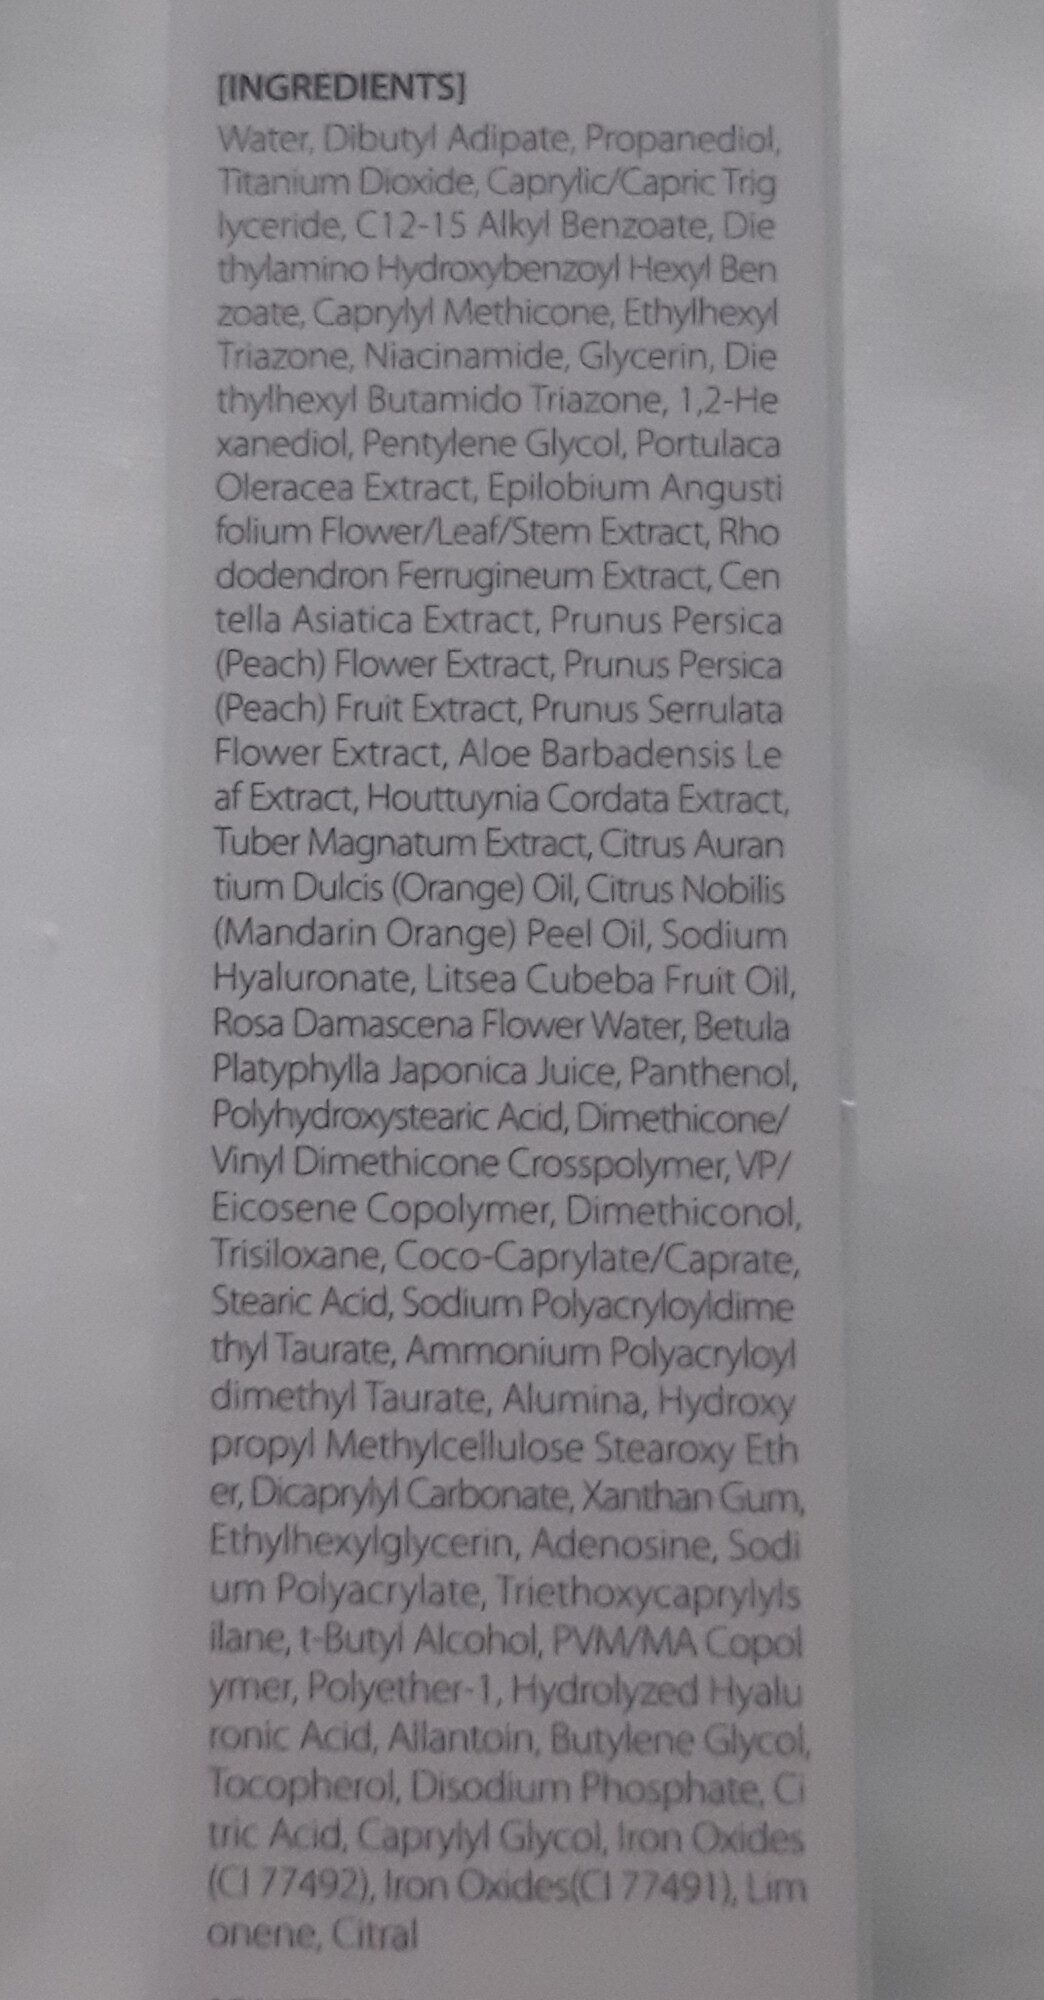 [INGREDIENTS]
Water, Dibutyl Adipate, Propanediol,
Titanium Dioxide, Caprylic/Capric Trig
lyceride, C12-15 Alkyl Benzoate, Die
thylamino Hydroxybenzoyl Hexyl Ben
zoate, Caprylyl Methicone, Ethylhexyl
Triazone, Niacinamide, Glycerin, Die
thylhexyl Butamido Triazone, 1,2-He
xanediol, Pentylene Glycol, Portulaca
Oleracea Extract, Epilobium Angusti
folium Flower/Leaf/Stem Extract, Rho
dodendron Ferrugineum Extract, Cen
tella Asiatica Extract, Prunus Persica
(Peach) Flower Extract, Prunus Persica
(Peach) Fruit Extract, Prunus Serrulata
Flower Extract, Aloe Barbadensis Le
af Extract, Houttuynia Cordata Extract,
Tuber Magnatum Extract, Citrus Auran
tium Dulcis (Orange) Oil, Citrus Nobilis
(Mandarin Orange) Peel Oil, Sodium
Hyaluronate, Litsea Cubeba Fruit Oil,
Rosa Damascena Flower Water, Betula
Platyphylla Japonica Juice, Panthenol,
Polyhydroxystearic Acid, Dimethicone/
Vinyl Dimethicone Crosspolymer, VP/
Eicosene Copolymer, Dimethiconol,
Trisiloxane, Coco-Caprylate/Caprate,
Stearic Acid, Sodium Polyacryloyldime
thyl Taurate, Ammonium Polyacryloyl
dimethyl Taurate, Alumina, Hydroxy
propyl Methylcellulose Stearoxy Eth
er, Dicaprylyl Carbonate, Xanthan Gum,
Ethylhexylglycerin, Adenosine, Sodi
um Polyacrylate, Triethoxycaprylyls
ilane, t-Butyl Alcohol, PVM/MA Copol
ymer, Polyether-1, Hydrolyzed Hyalu
ronic Acid, Allantoin, Butylene Glycol,
Tocopherol, Disodium Phosphate, Ci
tric Acid, Caprylyl Glycol, Iron Oxides
(CI 77492), Iron Oxides(CI 77491), Lim
onene, Citral